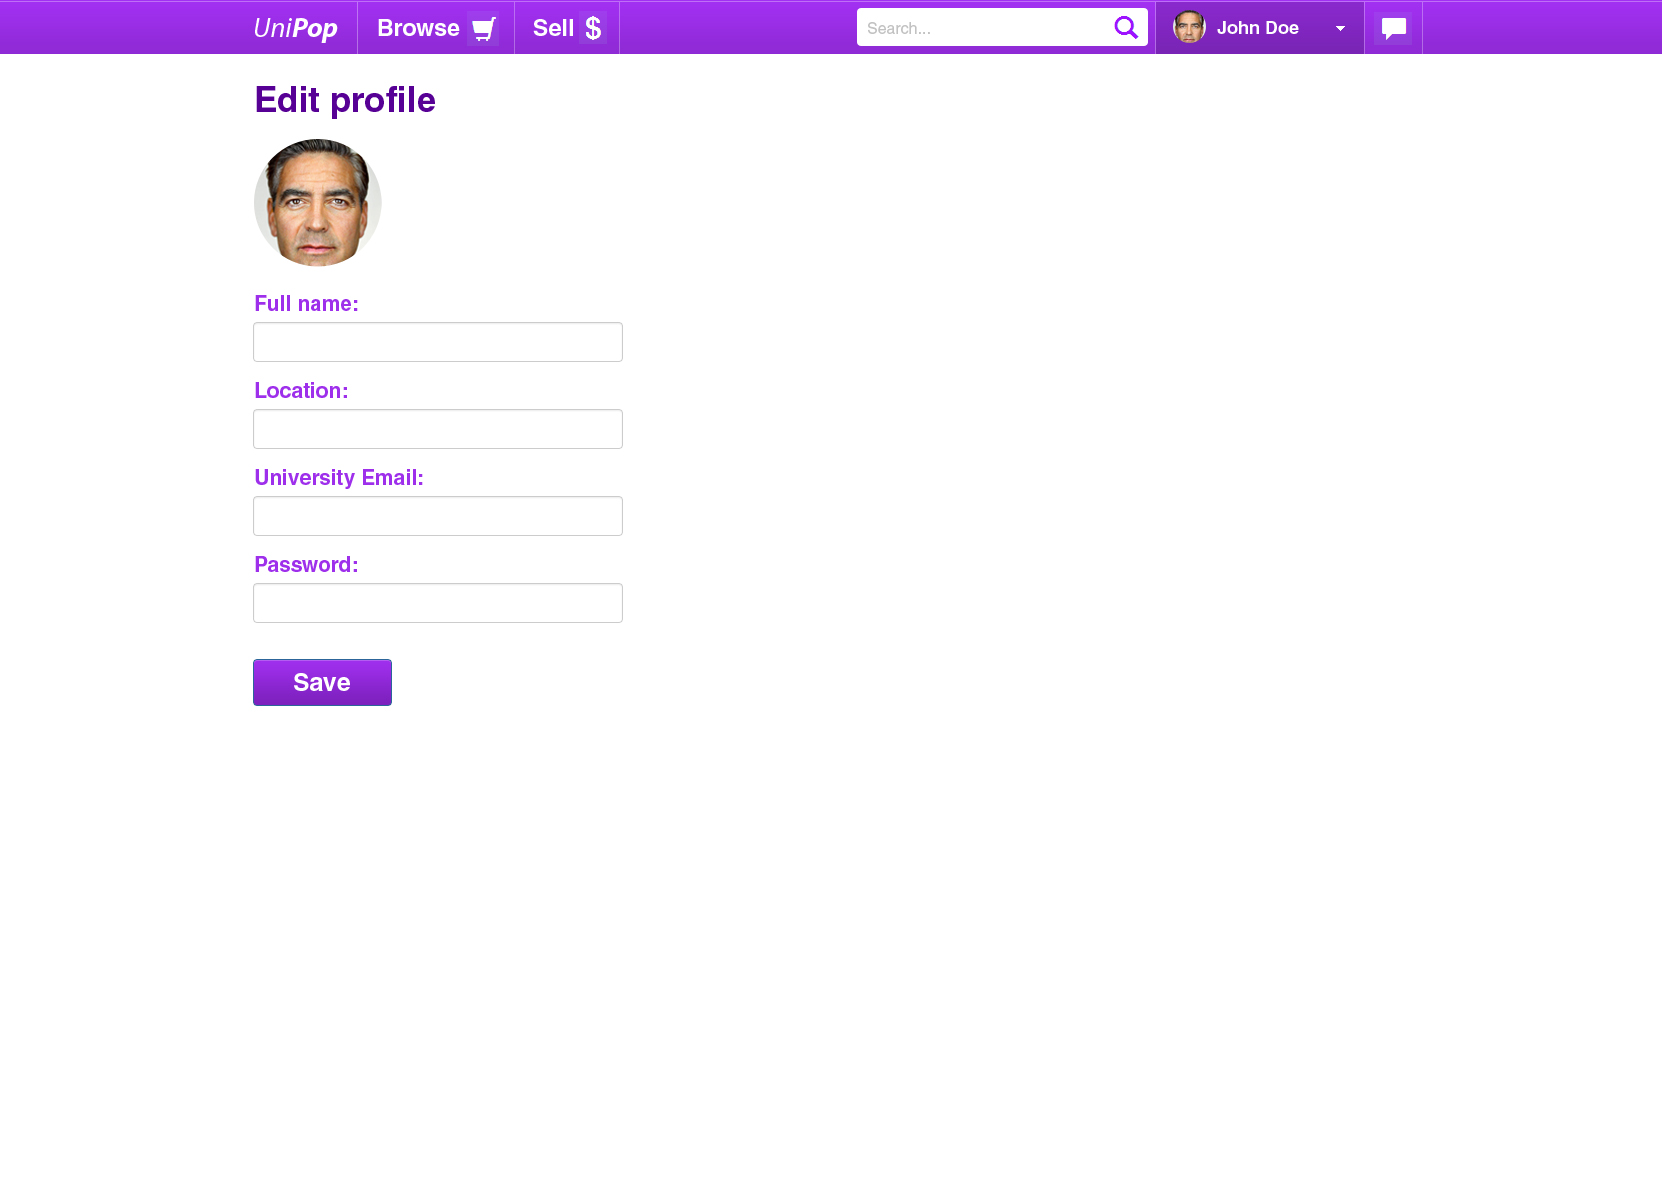 UniPop Browse Sell $ Search... John Doe
Edit profile
Full name:
Location:
University Email:
Password:
Save